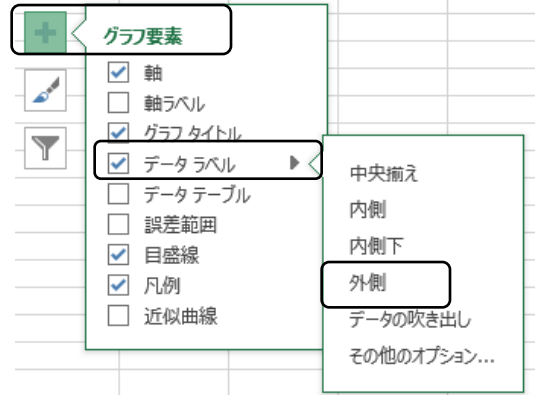 グラフ要素
軸
軸ラベル
グラフ タイトル
データ ラベル
データ テーブル
誤差範囲
目盛線
凡例
近似曲線
中央揃え
内側
内側下
外側
データの吹き出し
その他のオプション...